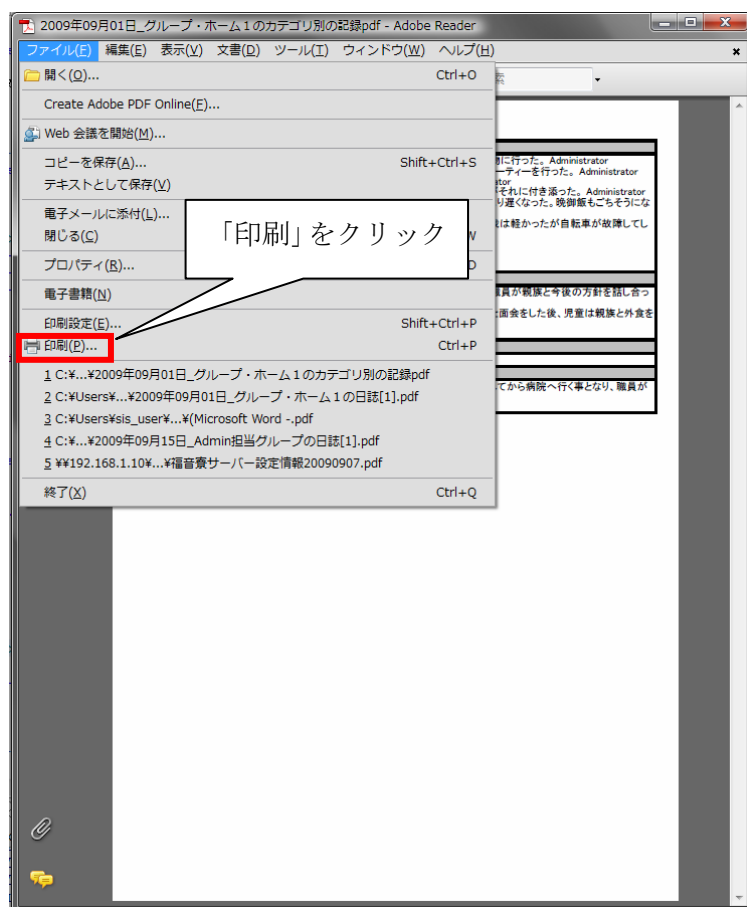 2009年09月01日_グループ・ホーム１のカテゴリ別の記録pdf - Adobe Reader
ファイル(F) 編集(E) 表示(V) 文書(D) ツール(T) ウィンドウ(W) ヘルプ(H)
開く(O)... Ctrl+O
Create Adobe PDF Online(F)...
Web 会議を開始(M)...
コピーを保存(A)... Shift+Ctrl+S
テキストとして保存(V)
電子メールに添付(L)...
閉じる(C) W
プロパティ(R)... D
電子書籍(N)
印刷設定(E)... Shift+Ctrl+P
印刷(P)... Ctrl+P
1 C:¥...¥2009年09月01日_グループ・ホーム１のカテゴリ別の記録pdf
2 C:¥Users¥...¥2009年09月01日_グループ・ホーム１の日誌[1].pdf
3 C:¥Users¥sis_user¥...¥(Microsoft Word -.pdf
4 C:¥...¥2009年09月15日_Admin担当グループの日誌[1].pdf
5 ¥¥192.168.1.10¥...¥福音寮サーバー設定情報20090907.pdf
終了(X) Ctrl+Q
「印刷」をクリック
に行った。Administrator
ーティーを行った。Administrator
tor
それに付き添った。Administrator
り遅くなった。晩御飯もごちそうにな
は軽かったが自転車が故障してし
員が親族と今後の方針を話し合っ
面会をした後、児童は親族と外食を
てから病院へ行く事となり、職員が